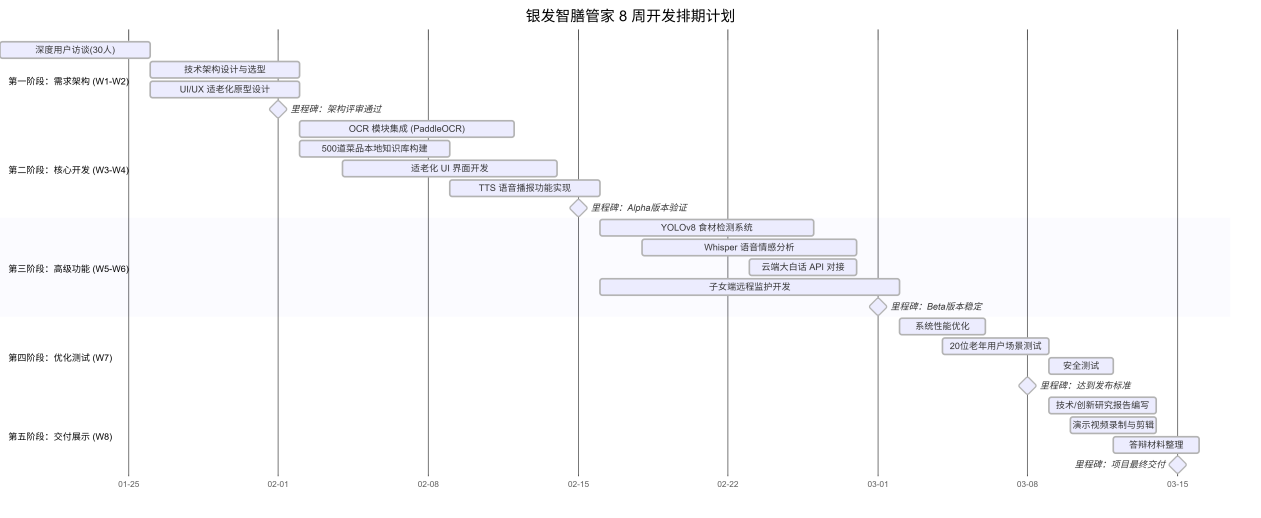 银发智膳管家 8 周开发排期计划
深度用户访谈(30人)
第一阶段：需求架构 (W1-W2)
技术架构设计与选型
UI/UX 适老化原型设计
里程碑：架构评审通过
第二阶段：核心开发 (W3-W4)
OCR 模块集成 (PaddleOCR)
500道菜品本地知识库构建
适老化 UI 界面开发
TTS 语音播报功能实现
里程碑：Alpha版本验证
第三阶段：高级功能 (W5-W6)
YOLOv8 食材检测系统
Whisper 语音情感分析
云端大白话 API 对接
子女端远程监护开发
里程碑：Beta版本稳定
第四阶段：优化测试 (W7)
系统性能优化
20位老年用户场景测试
安全测试
里程碑：达到发布标准
第五阶段：交付展示 (W8)
技术/创新研究报告编写
演示视频录制与剪辑
答辩材料整理
里程碑：项目最终交付
01-25
02-01
02-08
02-15
02-22
03-01
03-08
03-15